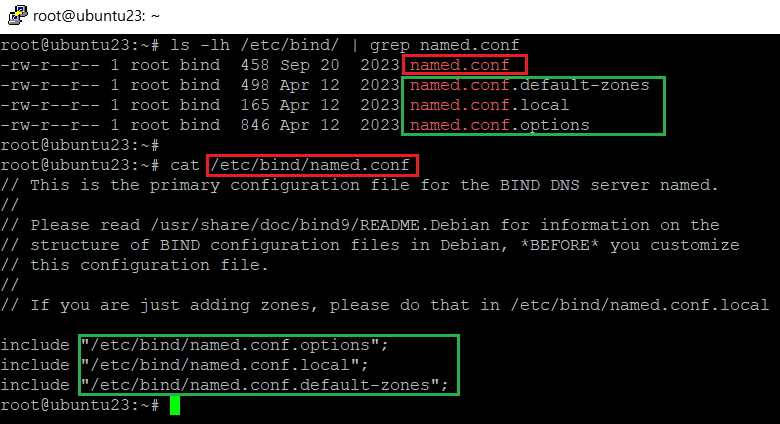 root@ubuntu23: ~
root@ubuntu23:~# ls -lh /etc/bind/ | grep named.conf
-rw-r--r-- 1 root bind  458 Sep 20  2023 named.conf
-rw-r--r-- 1 root bind  498 Apr 12  2023 named.conf.default-zones
-rw-r--r-- 1 root bind  165 Apr 12  2023 named.conf.local
-rw-r--r-- 1 root bind  846 Apr 12  2023 named.conf.options
root@ubuntu23:~#
root@ubuntu23:~# cat /etc/bind/named.conf
// This is the primary configuration file for the BIND DNS server named.
//
// Please read /usr/share/doc/bind9/README.Debian for information on the
// structure of BIND configuration files in Debian, *BEFORE* you customize
// this configuration file.
//
// If you are just adding zones, please do that in /etc/bind/named.conf.local
include "/etc/bind/named.conf.options";
include "/etc/bind/named.conf.local";
include "/etc/bind/named.conf.default-zones";
root@ubuntu23:~#